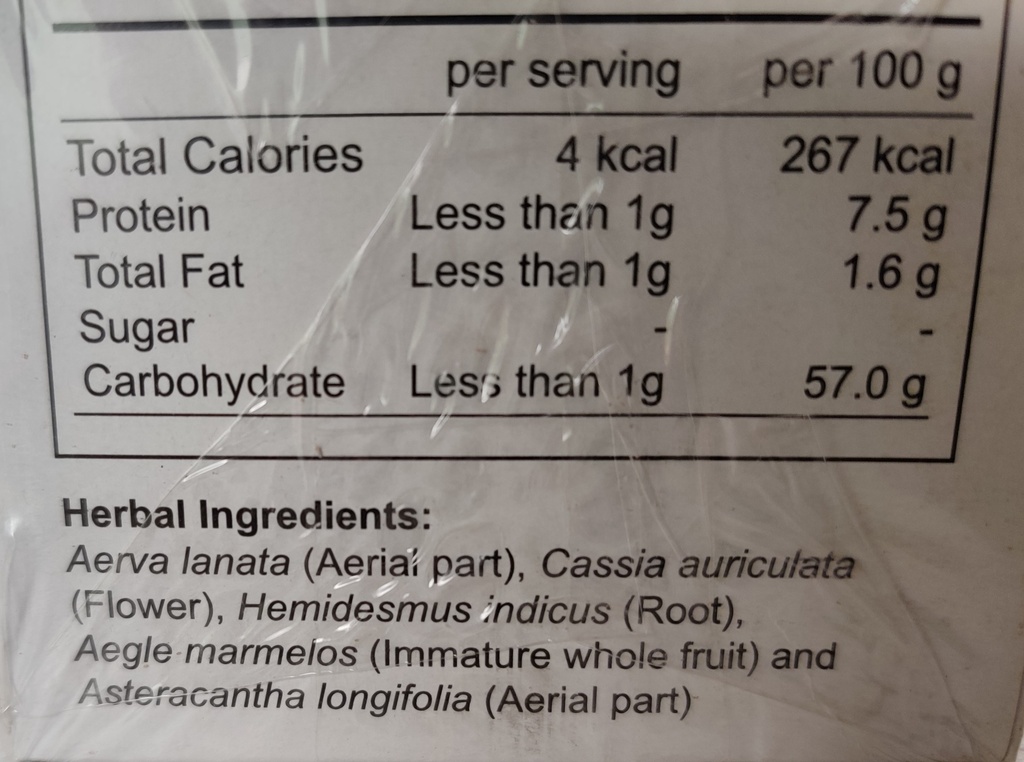 per serving per 100 g
Total Calories 4 kcal 267 kcal
Protein Less than 1g 7.5 g
Total Fat Less than 1g 1.6 g
Sugar - -
Carbohydrate Less than 1g 57.0 g
Herbal Ingredients:
Aerva lanata (Aerial part), Cassia auriculata
(Flower), Hemidesmus indicus (Root),
Aegle marmelos (Immature whole fruit) and
Asteracantha longifolia (Aerial part)